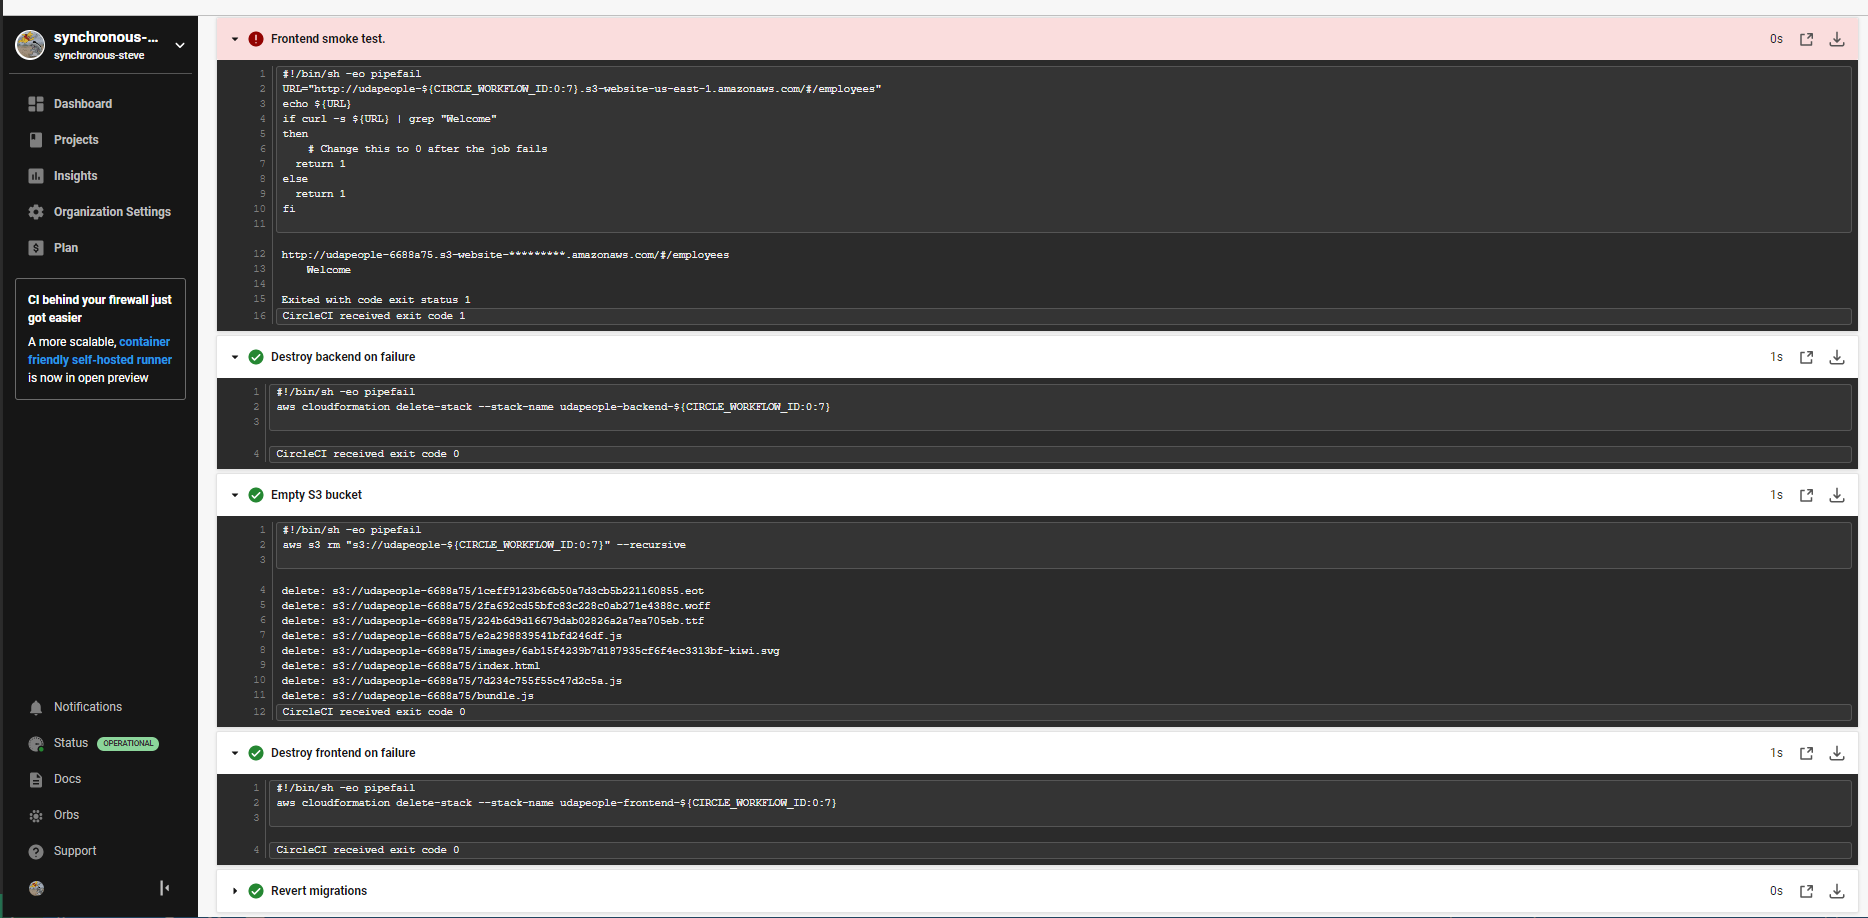 synchronous-...
synchronous-steve
Dashboard
Projects
Insights
Organization Settings
Plan
CI behind your firewall just
got easier
A more scalable, container
friendly self-hosted runner
is now in open preview
Notifications
Status OPERATIONAL
Docs
Orbs
Support
Frontend smoke test. 0s
1 #!/bin/sh -eo pipefail
2 URL="http://udapeople-${CIRCLE_WORKFLOW_ID:0:7}.s3-website-us-east-1.amazonaws.com/#/employees"
3 echo ${URL}
4 if curl -s ${URL} | grep "Welcome"
5 then
6 # Change this to 0 after the job fails
7 return 1
8 else
9 return 1
10 fi
11
12 http://udapeople-6688a75.s3-website-*********.amazonaws.com/#/employees
13 Welcome
14
15 Exited with code exit status 1
16 CircleCI received exit code 1
Destroy backend on failure 1s
1 #!/bin/sh -eo pipefail
2 aws cloudformation delete-stack --stack-name udapeople-backend-${CIRCLE_WORKFLOW_ID:0:7}
3
4 CircleCI received exit code 0
Empty S3 bucket 1s
1 #!/bin/sh -eo pipefail
2 aws s3 rm "s3://udapeople-${CIRCLE_WORKFLOW_ID:0:7}" --recursive
3
4 delete: s3://udapeople-6688a75/1ceff9123b66b50a7d3cb5b221160855.eot
5 delete: s3://udapeople-6688a75/2fa692cd55bfc83c228c0ab271e4388c.woff
6 delete: s3://udapeople-6688a75/224b6d9d16679dab02826a2a7ea705eb.ttf
7 delete: s3://udapeople-6688a75/e2a298839541bfd246df.js
8 delete: s3://udapeople-6688a75/images/6ab15f4239b7d187935cf6f4ec3313bf-kiwi.svg
9 delete: s3://udapeople-6688a75/index.html
10 delete: s3://udapeople-6688a75/7d234c755f55c47d2c5a.js
11 delete: s3://udapeople-6688a75/bundle.js
12 CircleCI received exit code 0
Destroy frontend on failure 1s
1 #!/bin/sh -eo pipefail
2 aws cloudformation delete-stack --stack-name udapeople-frontend-${CIRCLE_WORKFLOW_ID:0:7}
3
4 CircleCI received exit code 0
Revert migrations 0s